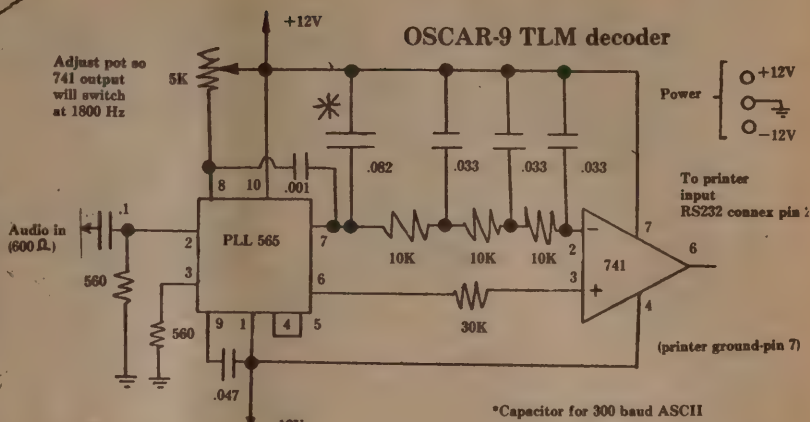 +12V
OSCAR-9 TLM decoder
Adjust pot so
741 output
will switch
at 1800 Hz
5K
Power
+12V
-12V
.082
.033
.033
.033
.001
8
10
To printer
input
RS232 connex pin
Audio in
(600Ω)
.1
2
PLL 565
7
10K
10K
10K
2
-
7
6
741
3
560
6
3
+
4
30K
560
9
1
4
5
.047
(printer ground-pin 7)
*Capacitor for 300 baud ASCII